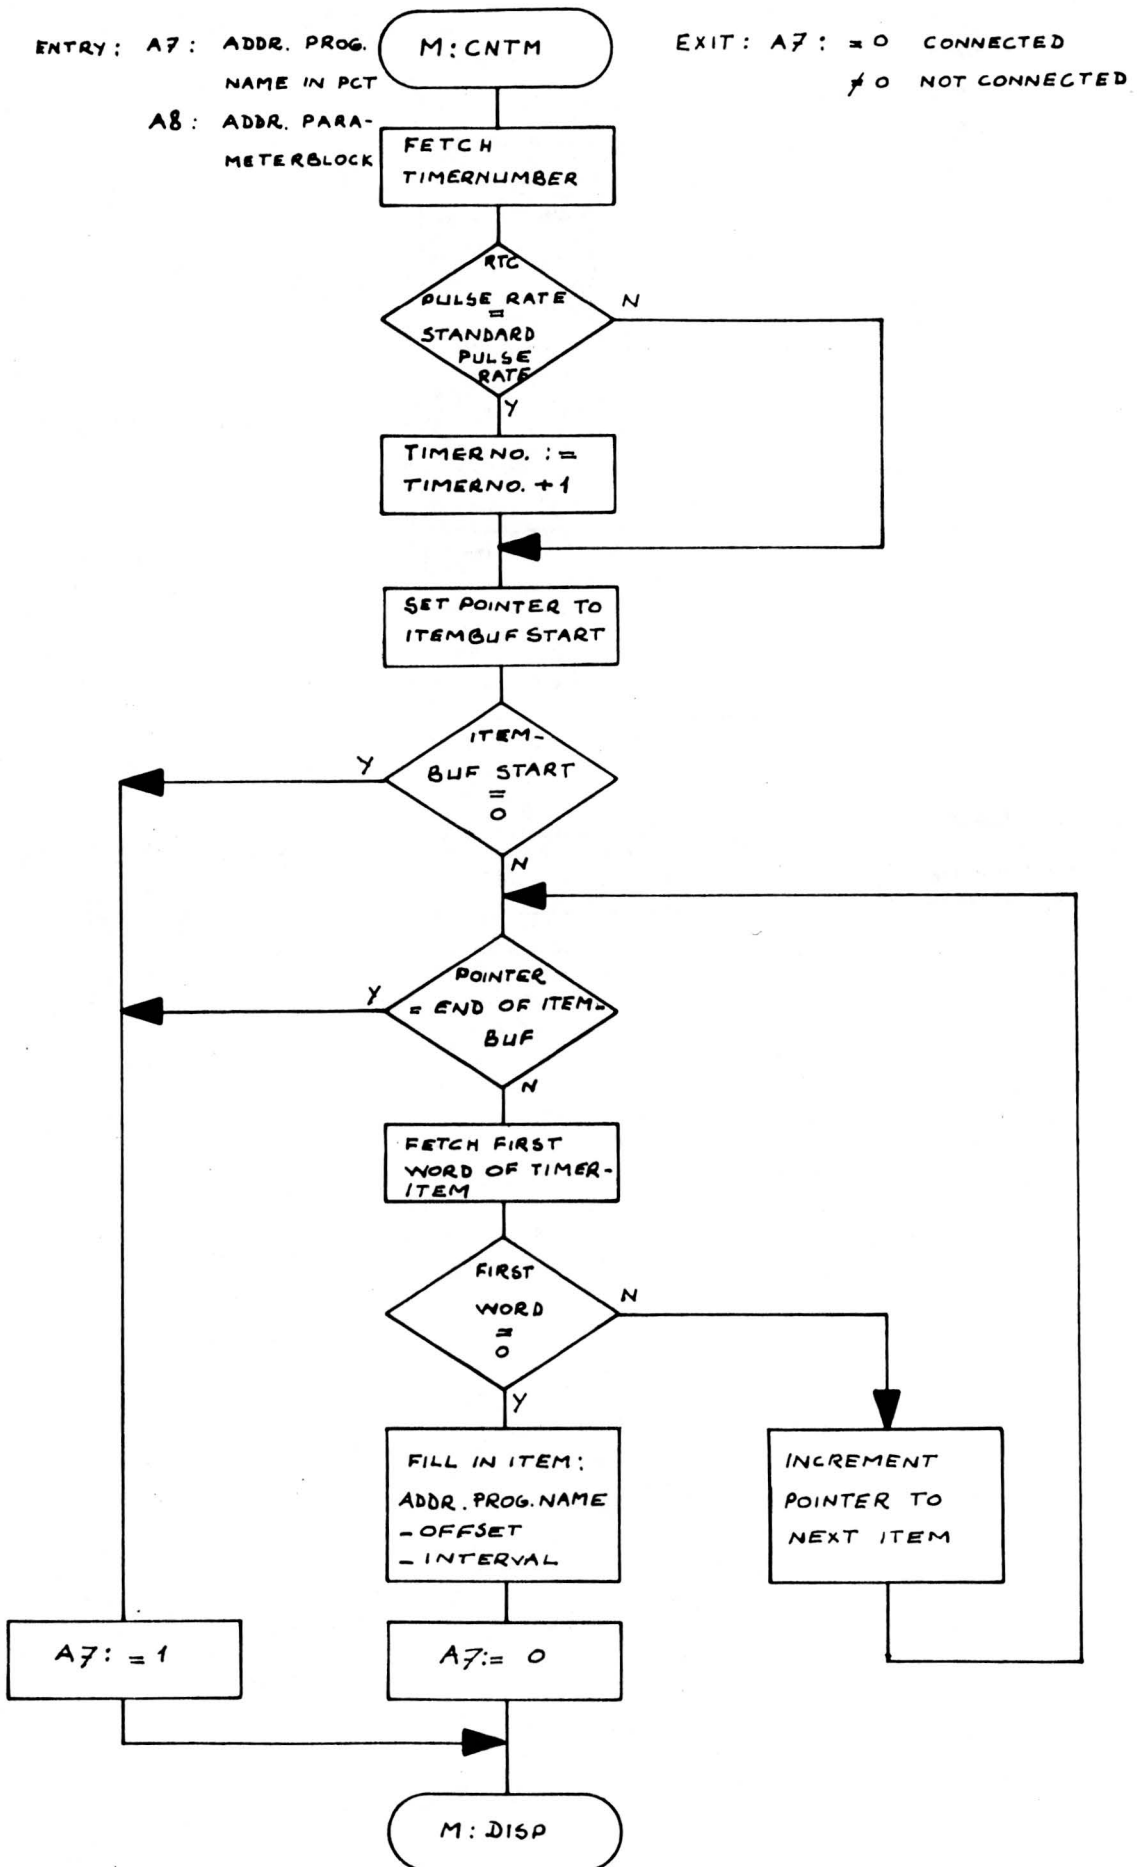 ENTRY: A7: ADDR. PROG.
NAME IN PCT
A8: ADDR. PARA-
METERBLOCK
M:CNTM
EXIT: A7: = 0 CONNECTED
≠ 0 NOT CONNECTED
FETCH
TIMERNUMBER
RTC
PULSE RATE
=
STANDARD
PULSE
RATE
N
Y
TIMERNO. :=
TIMERNO. +1
SET POINTER TO
ITEMBUF START
ITEM-
BUF START
=
0
Y
N
POINTER
= END OF ITEM-
BUF
Y
N
FETCH FIRST
WORD OF TIMER-
ITEM
FIRST
WORD
=
0
N
Y
FILL IN ITEM:
ADDR. PROG. NAME
- OFFSET
- INTERVAL
INCREMENT
POINTER TO
NEXT ITEM
A7: = 1
A7:= 0
M: DISP